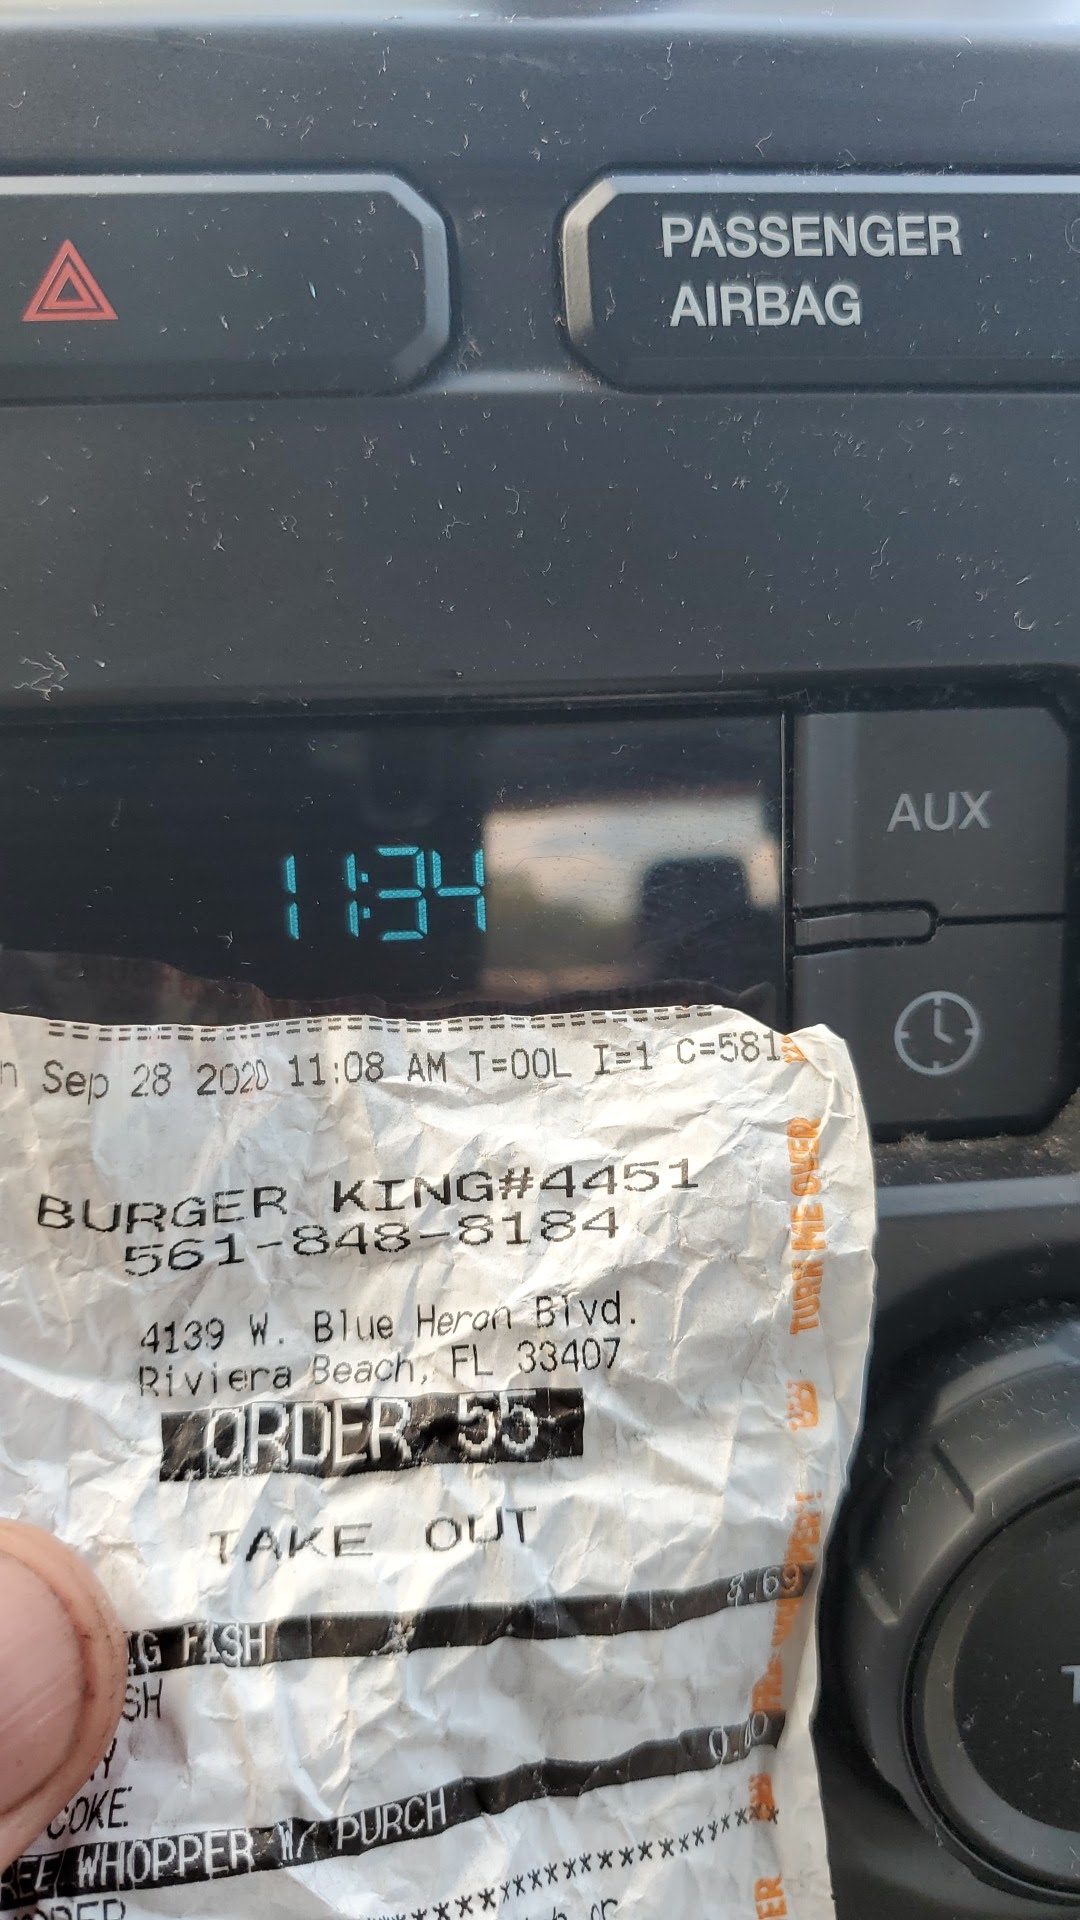 PASSENGER
AIRBAG
AUX
11:34
Sep 28 2020 11:08 AM T=00L I=1 C=581
BURGER KING#4451
561-848-8184
4139 W. Blue Heron Blvd.
Riviera Beach, FL 33407
ORDER 55
TAKE OUT
8.69
FISH
COKE
0.00
WHOPPER W/ PURCH
*****************
or
TURN ME OVER